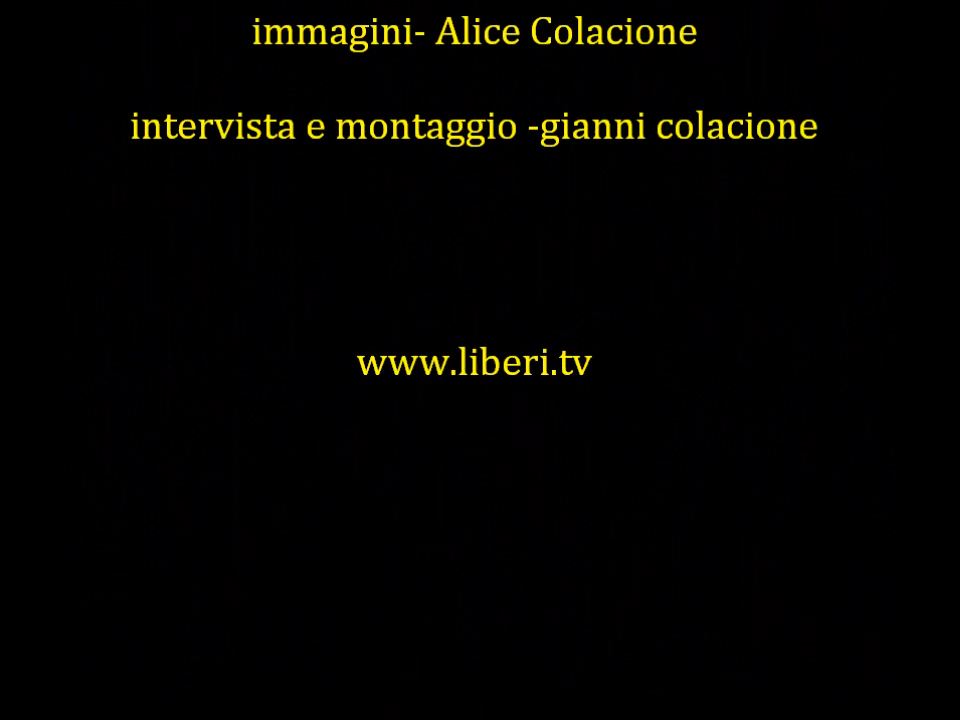 immagini- Alice Colacione
intervista e montaggio -gianni colacione
www.liberi.tv